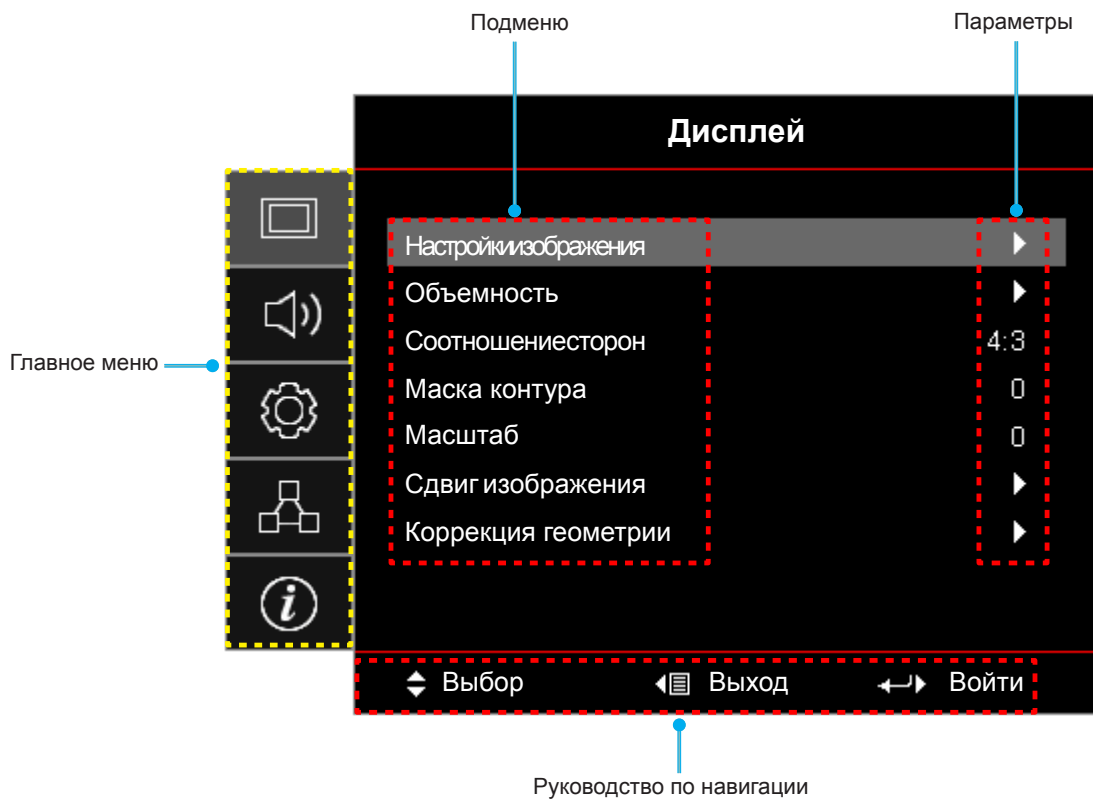 Подменю
Параметры
Дисплей
Настройкиизображения
Объемность
Соотношениесторон 4:3
Главное меню
Маска контура 0
Масштаб 0
Сдвиг изображения
Коррекция геометрии
Выбор Выход Войти
Руководство по навигации